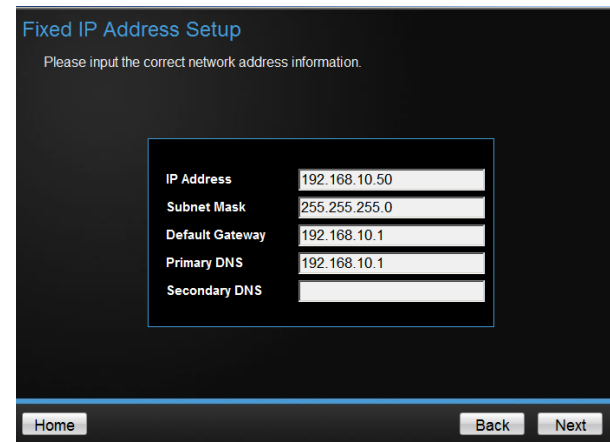 Fixed IP Address Setup
Please input the correct network address information.
IP Address 192.168.10.50
Subnet Mask 255.255.255.0
Default Gateway 192.168.10.1
Primary DNS 192.168.10.1
Secondary DNS
Home Back Next